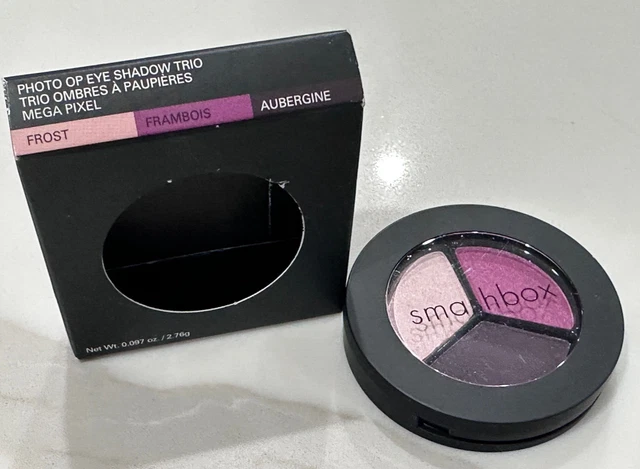 PHOTO OP EYE SHADOW TRIO
TRIO OMBRES À PAUPIÈRES
MEGA PIXEL
FROST
FRAMBOIS
AUBERGINE
Net Wt. 0.097 oz. / 2.76g
smashbox